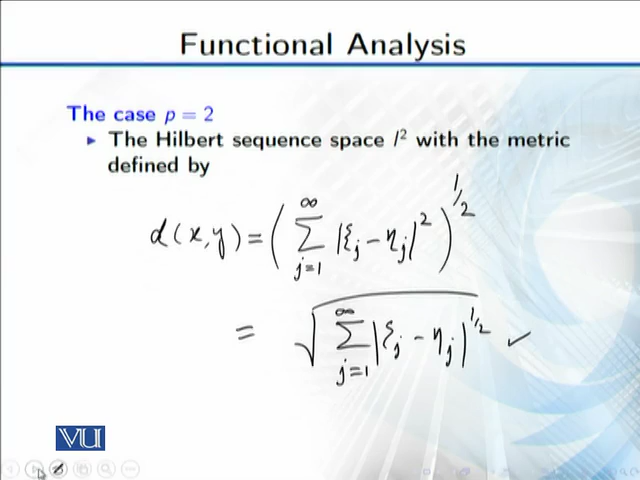 Functional Analysis
The case p = 2
▶ The Hilbert sequence space l² with the metric
defined by
d(x,y) = ( ∑_{j=1}^{∞} |ξ_j − η_j|² )^{1/2}
= √( ∑_{j=1}^{∞} |ξ_j − η_j|^{1/2} ) ✓
VU